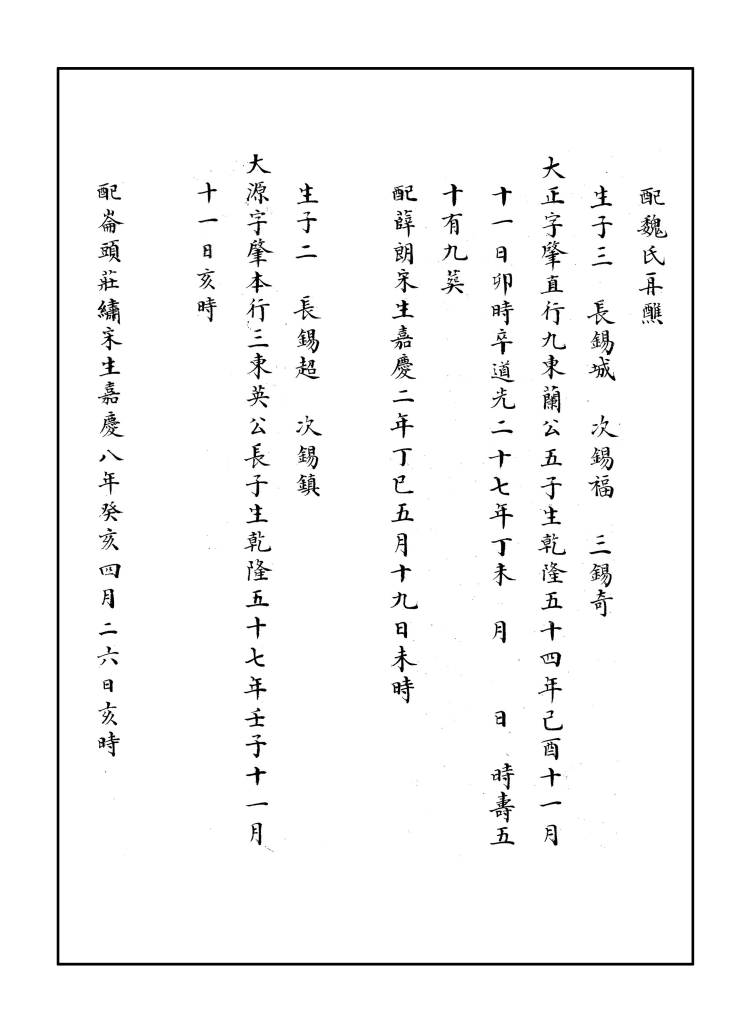 配魏氏再醮
生子三　長錫城　次錫福　三錫奇
大正字肇直行九東蘭公五子生乾隆五十四年己酉十一月
十一日卯時卒道光二十七年丁未　月　　日　時壽五
十有九葬
配薛朗宋生嘉慶二年丁巳五月十九日未時
生子二　長錫超　次錫鎮
大源字肇本行三東英公長子生乾隆五十七年壬子十一月
十一日亥時
配崙頭莊繡宋生嘉慶八年癸亥四月二六日亥時